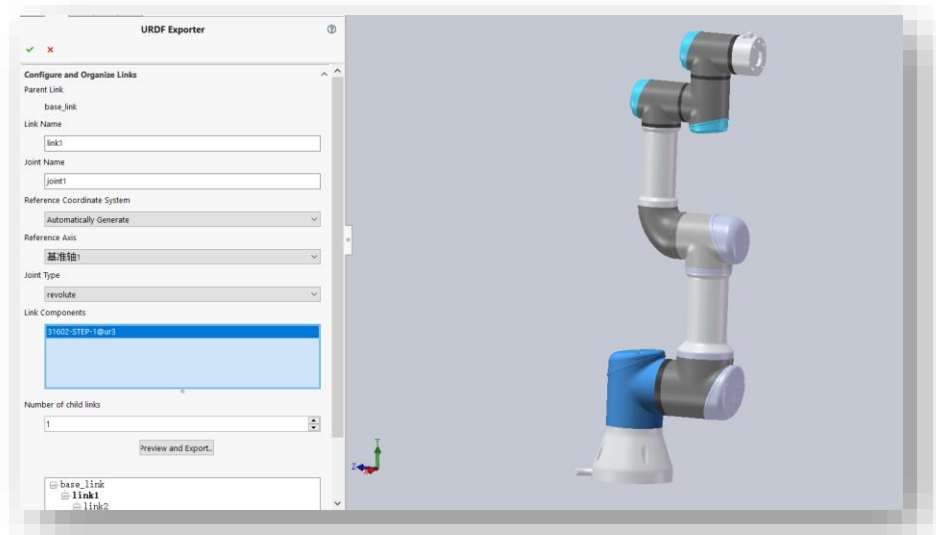 URDF Exporter
Configure and Organize Links
Parent Link
base_link
Link Name
link1
Joint Name
joint1
Reference Coordinate System
Automatically Generate
Reference Axis
基准轴1
Joint Type
revolute
Link Components
31602-STEP-1@ur3
Number of child links
1
Preview and Export..
base_link
link1
link2
Y
Z